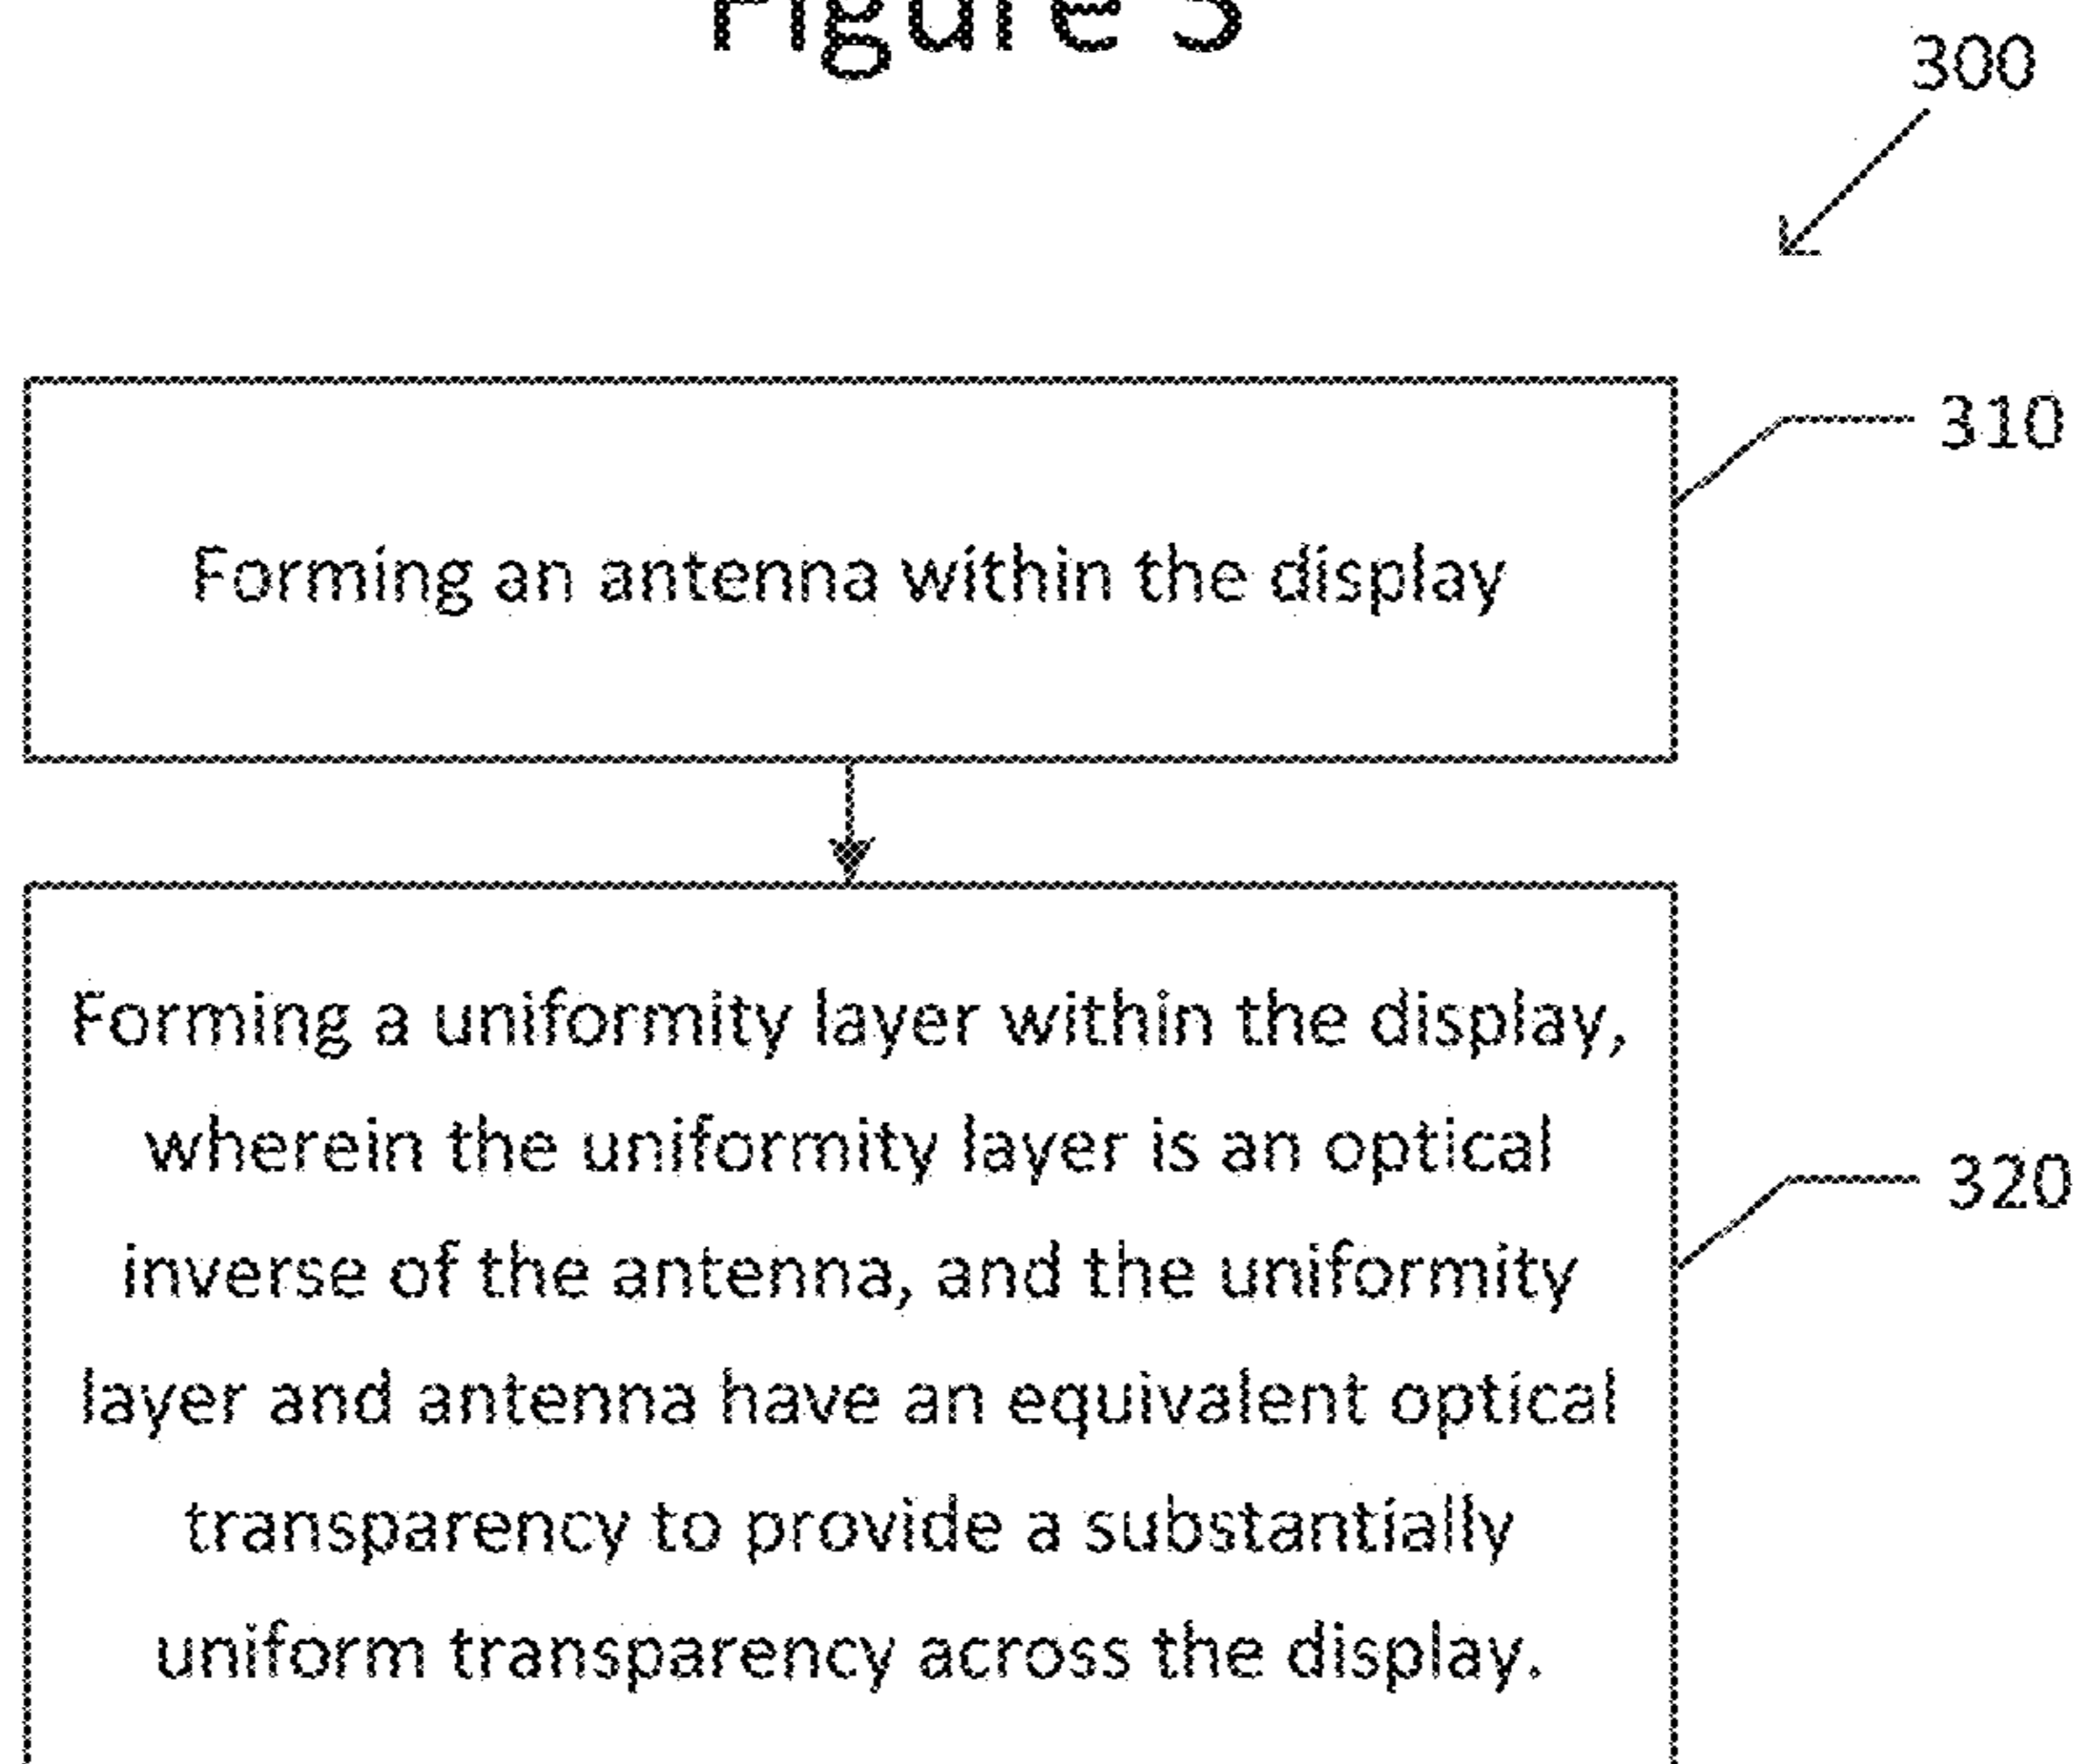 Figure 3
300
310
Forming an antenna within the display
Forming a uniformity layer within the display,
wherein the uniformity layer is an optical
inverse of the antenna, and the uniformity
layer and antenna have an equivalent optical
transparency to provide a substantially
uniform transparency across the display.
320